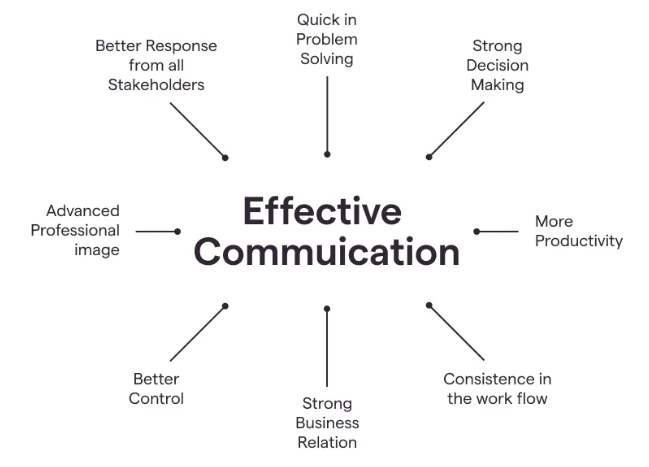 Quick in
Problem
Solving
Better Response
from all
Stakeholders
Strong
Decision
Making
Advanced
Professional
image
Effective
Commuication
More
Productivity
Better
Control
Strong
Business
Relation
Consistence in
the work flow